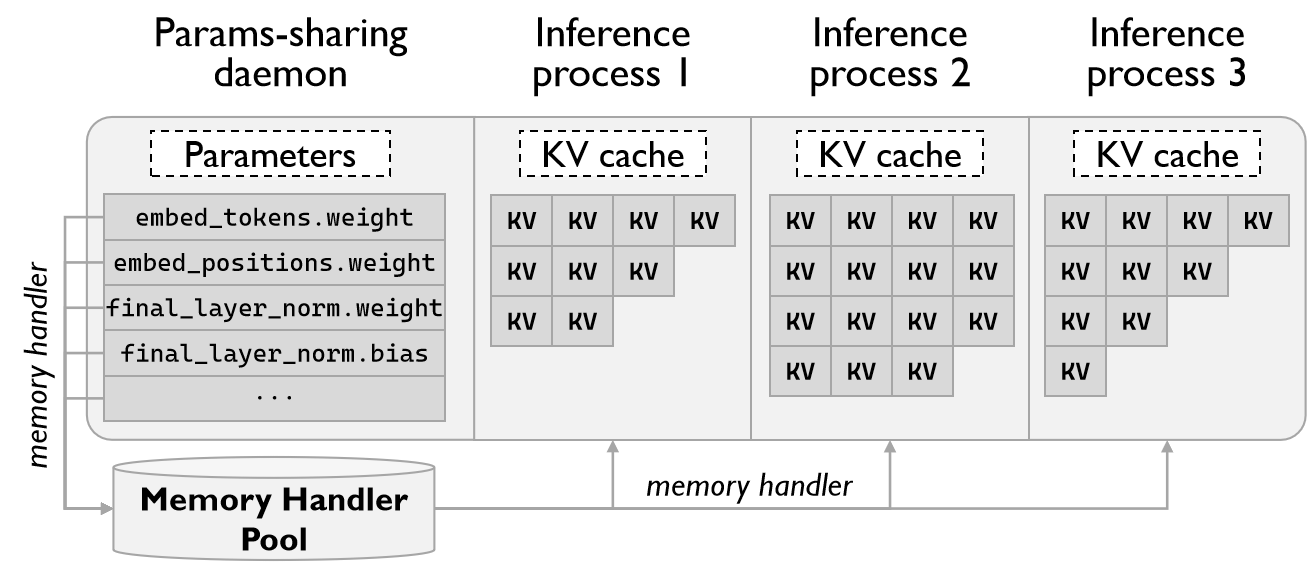 Params-sharing
daemon
Inference
process 1
Inference
process 2
Inference
process 3
Parameters
KV cache
KV cache
KV cache
embed_tokens.weight
embed_positions.weight
final_layer_norm.weight
final_layer_norm.bias
...
KV KV KV KV
KV KV KV
KV KV
KV KV KV KV
KV KV KV KV
KV KV KV KV
KV KV KV
KV KV KV KV
KV KV KV
KV KV
KV
memory handler
Memory Handler
Pool
memory handler